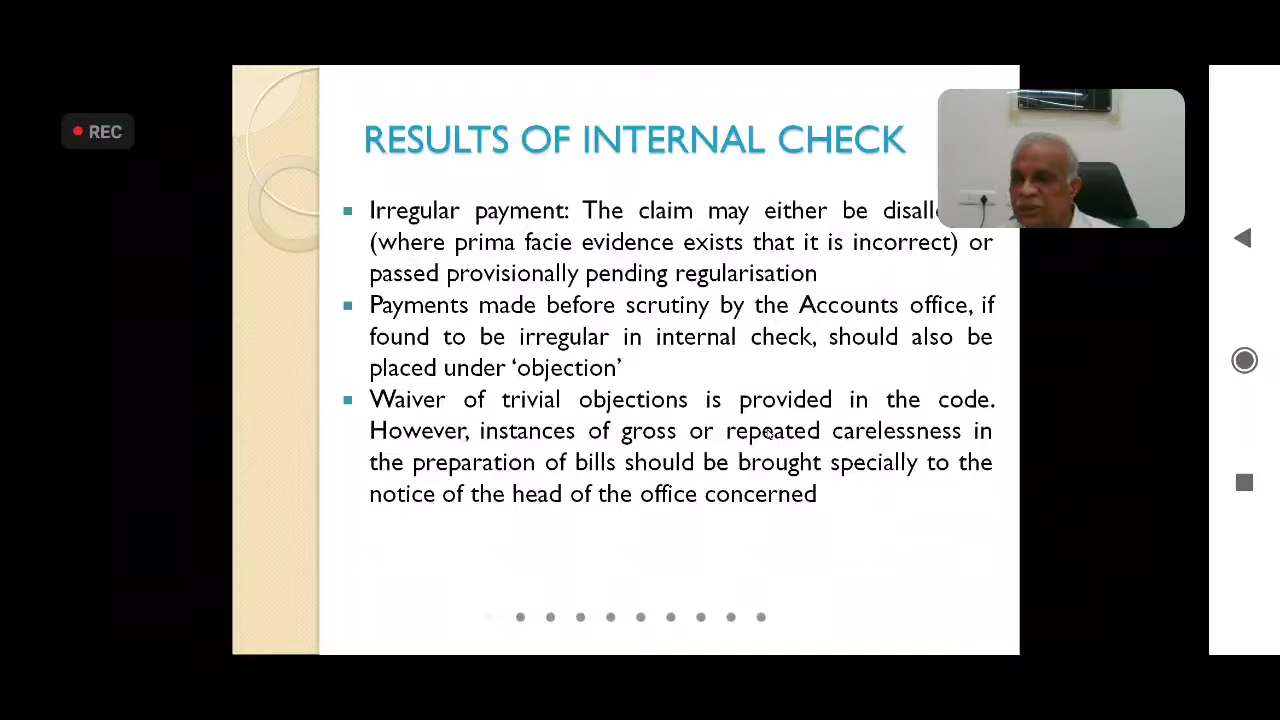 REC
RESULTS OF INTERNAL CHECK
Irregular payment: The claim may either be
(where prima facie evidence exists that it is incorrect) or
passed provisionally pending regularisation
Payments made before scrutiny by the Accounts office, if
found to be irregular in internal check, should also be
placed under ‘objection’
Waiver of trivial objections is provided in the code.
However, instances of gross or repeated carelessness in
the preparation of bills should be brought specially to the
notice of the head of the office concerned